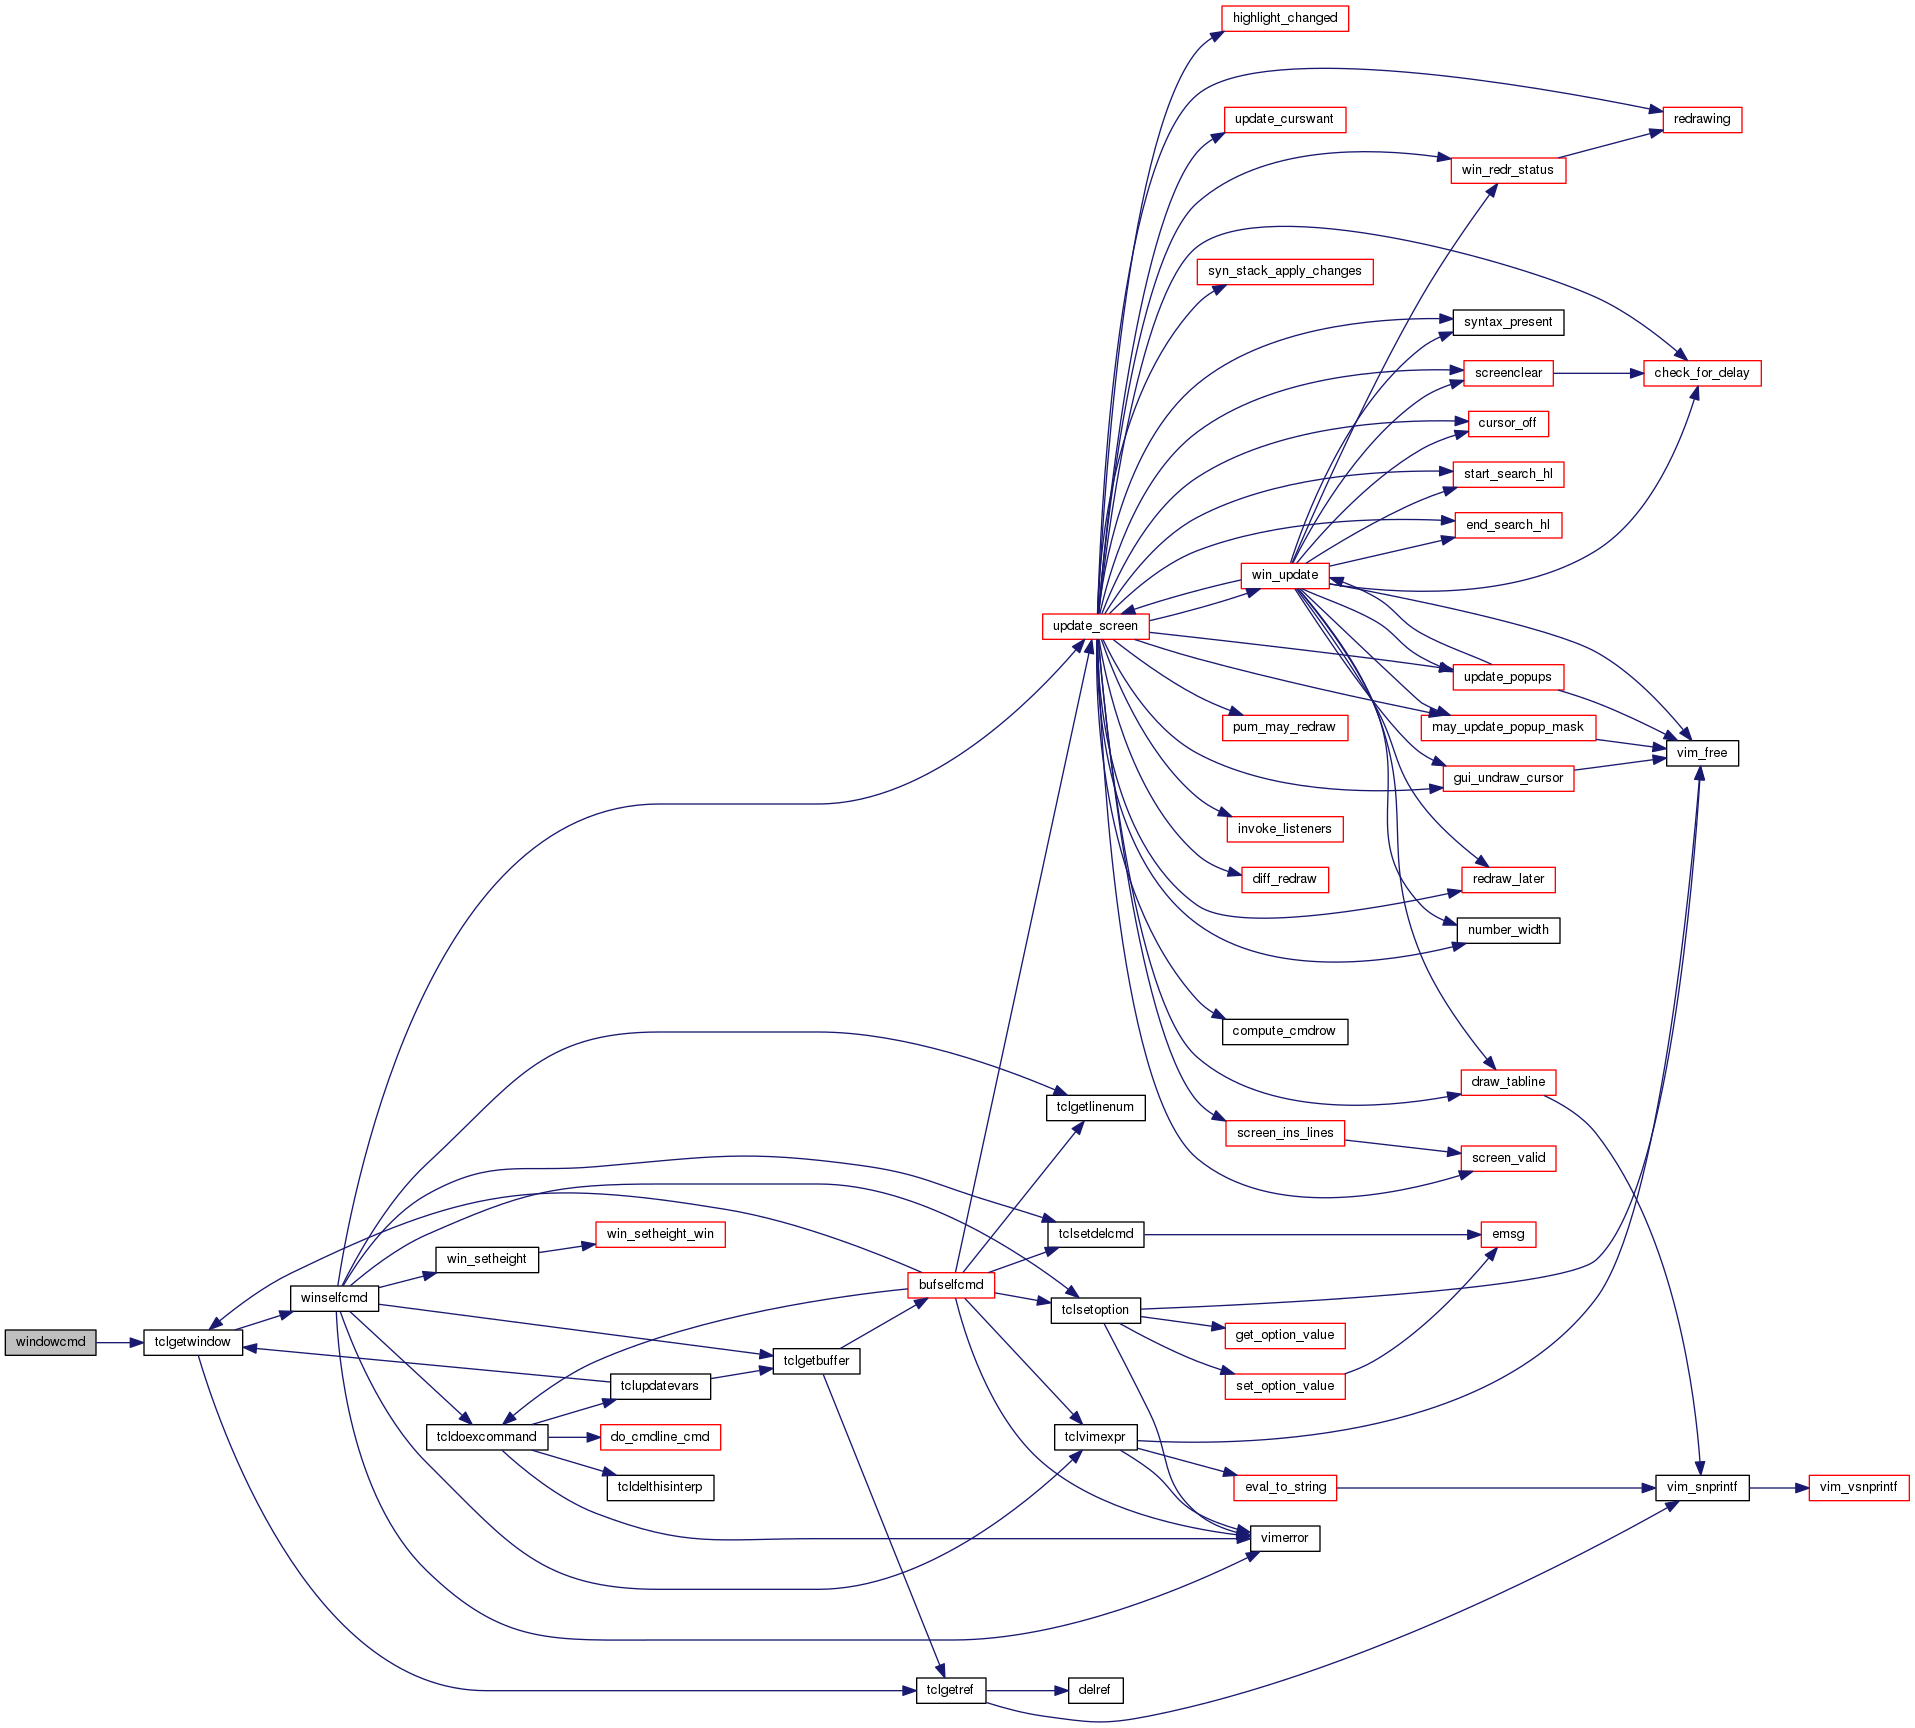 highlight_changed
update_curswant
redrawing
win_redr_status
syn_stack_apply_changes
syntax_present
screenclear
check_for_delay
cursor_off
start_search_hl
end_search_hl
win_update
update_screen
update_popups
pum_may_redraw
may_update_popup_mask
vim_free
gui_undraw_cursor
invoke_listeners
diff_redraw
redraw_later
number_width
compute_cmdrow
draw_tabline
tclgetlinenum
screen_ins_lines
screen_valid
win_setheight_win
tclsetdelcmd
emsg
win_setheight
bufselfcmd
winselfcmd
tclsetoption
windowcmd
tclgetwindow
get_option_value
tclgetbuffer
tclupdatevars
set_option_value
tcldoexcommand
do_cmdline_cmd
tclvimexpr
tcldelthisinterp
eval_to_string
vim_snprintf
vim_vsnprintf
vimerror
tclgetref
delref